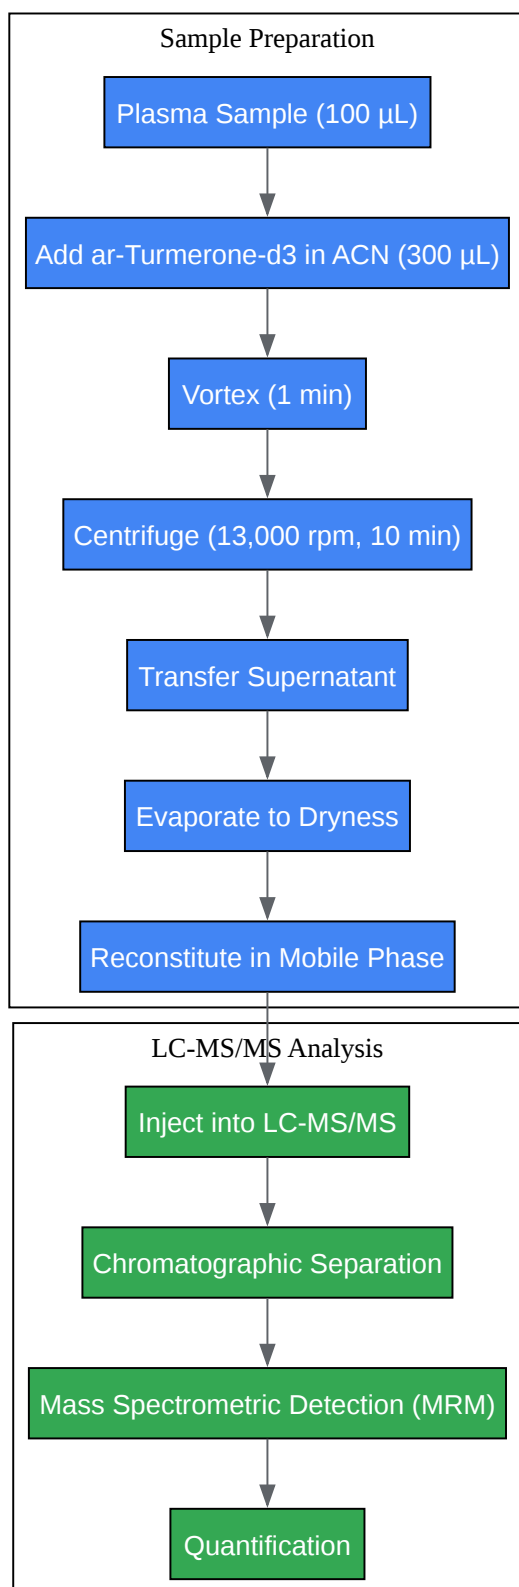 Sample Preparation
Plasma Sample (100 µL)
Add ar-Turmerone-d3 in ACN (300 µL)
Vortex (1 min)
Centrifuge (13,000 rpm, 10 min)
Transfer Supernatant
Evaporate to Dryness
Reconstitute in Mobile Phase
LC-MS/MS Analysis
Inject into LC-MS/MS
Chromatographic Separation
Mass Spectrometric Detection (MRM)
Quantification